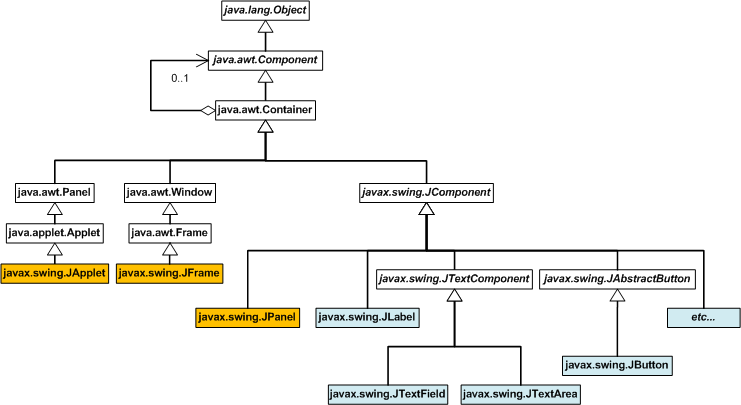 java.lang.Object
java.awt.Component
0..1
java.awt.Container
java.awt.Panel
java.awt.Window
javax.swing.JComponent
java.applet.Applet
java.awt.Frame
javax.swing.JApplet
javax.swing.JFrame
javax.swing.JTextComponent
javax.swing.JAbstractButton
javax.swing.JPanel
javax.swing.JLabel
etc...
javax.swing.JButton
javax.swing.JTextField
javax.swing.JTextArea